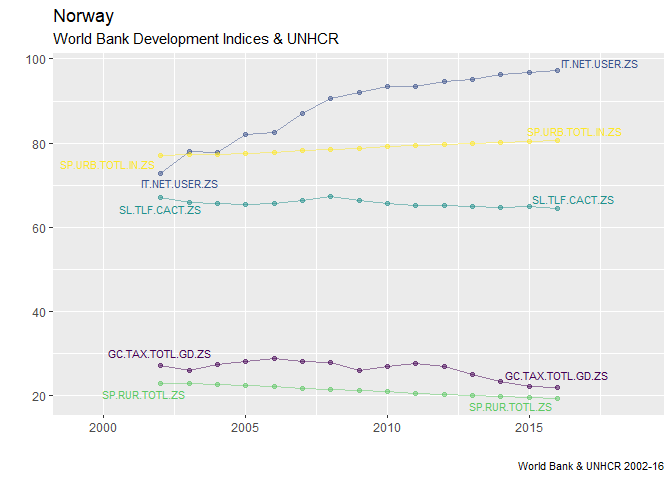 Norway
World Bank Development Indices & UNHCR
100
IT.NET.USER.ZS
80
SP.URB.TOTL.IN.ZS
SP.URB.TOTL.IN.ZS
IT.NET.USER.ZS
SL.TLF.CACT.ZS
SL.TLF.CACT.ZS
60
40
GC.TAX.TOTL.GD.ZS
GC.TAX.TOTL.GD.ZS
20
SP.RUR.TOTL.ZS
SP.RUR.TOTL.ZS
2000 2005 2010 2015
World Bank & UNHCR 2002-16